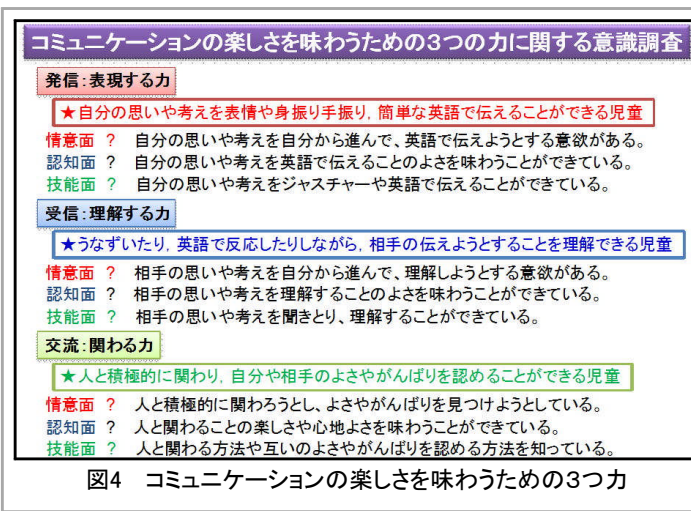 コミュニケーションの楽しさを味わうための３つの力に関する意識調査
発信：表現する力
★自分の思いや考えを表情や身振り手振り，簡単な英語で伝えることができる児童
情意面 ？ 自分の思いや考えを自分から進んで、英語で伝えようとする意欲がある。
認知面 ？ 自分の思いや考えを英語で伝えることのよさを味わうことができている。
技能面 ？ 自分の思いや考えをジャスチャーや英語で伝えることができている。
受信：理解する力
★うなずいたり，英語で反応したりしながら，相手の伝えようとすることを理解できる児童
情意面 ？ 相手の思いや考えを自分から進んで、理解しようとする意欲がある。
認知面 ？ 相手の思いや考えを理解することのよさを味わうことができている。
技能面 ？ 相手の思いや考えを聞きとり、理解することができている。
交流：関わる力
★人と積極的に関わり，自分や相手のよさやがんばりを認めることができる児童
情意面 ？ 人と積極的に関わろうとし、よさやがんばりを見つけようとしている。
認知面 ？ 人と関わることの楽しさや心地よさを味わうことができている。
技能面 ？ 人と関わる方法や互いのよさやがんばりを認める方法を知っている。
図4 コミュニケーションの楽しさを味わうための３つ力